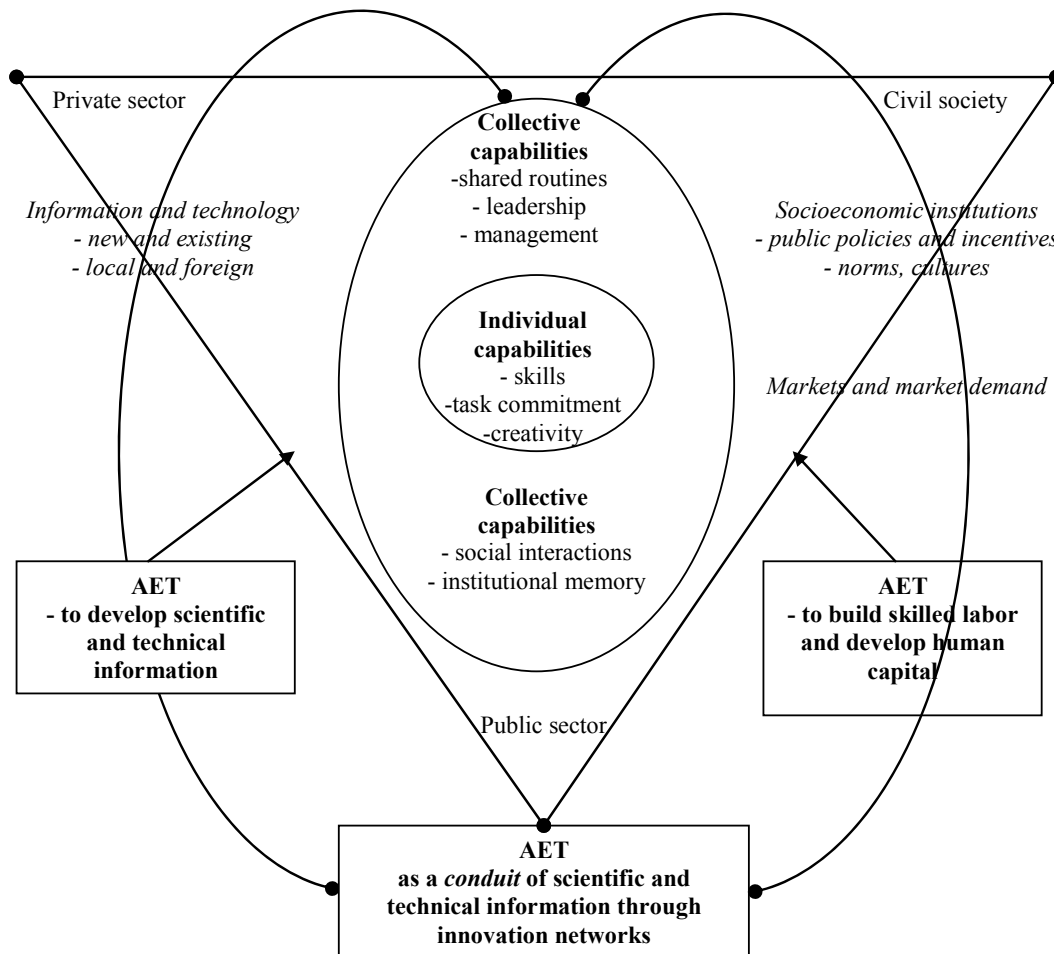 Private sector
Civil society
Collective
capabilities
-shared routines
- leadership
- management
Information and technology
- new and existing
- local and foreign
Socioeconomic institutions
- public policies and incentives
- norms, cultures
Individual
capabilities
- skills
-task commitment
-creativity
Markets and market demand
Collective
capabilities
- social interactions
- institutional memory
AET
- to develop scientific
and technical
information
AET
- to build skilled labor
and develop human
capital
Public sector
AET
as a conduit of scientific and
technical information through
innovation networks